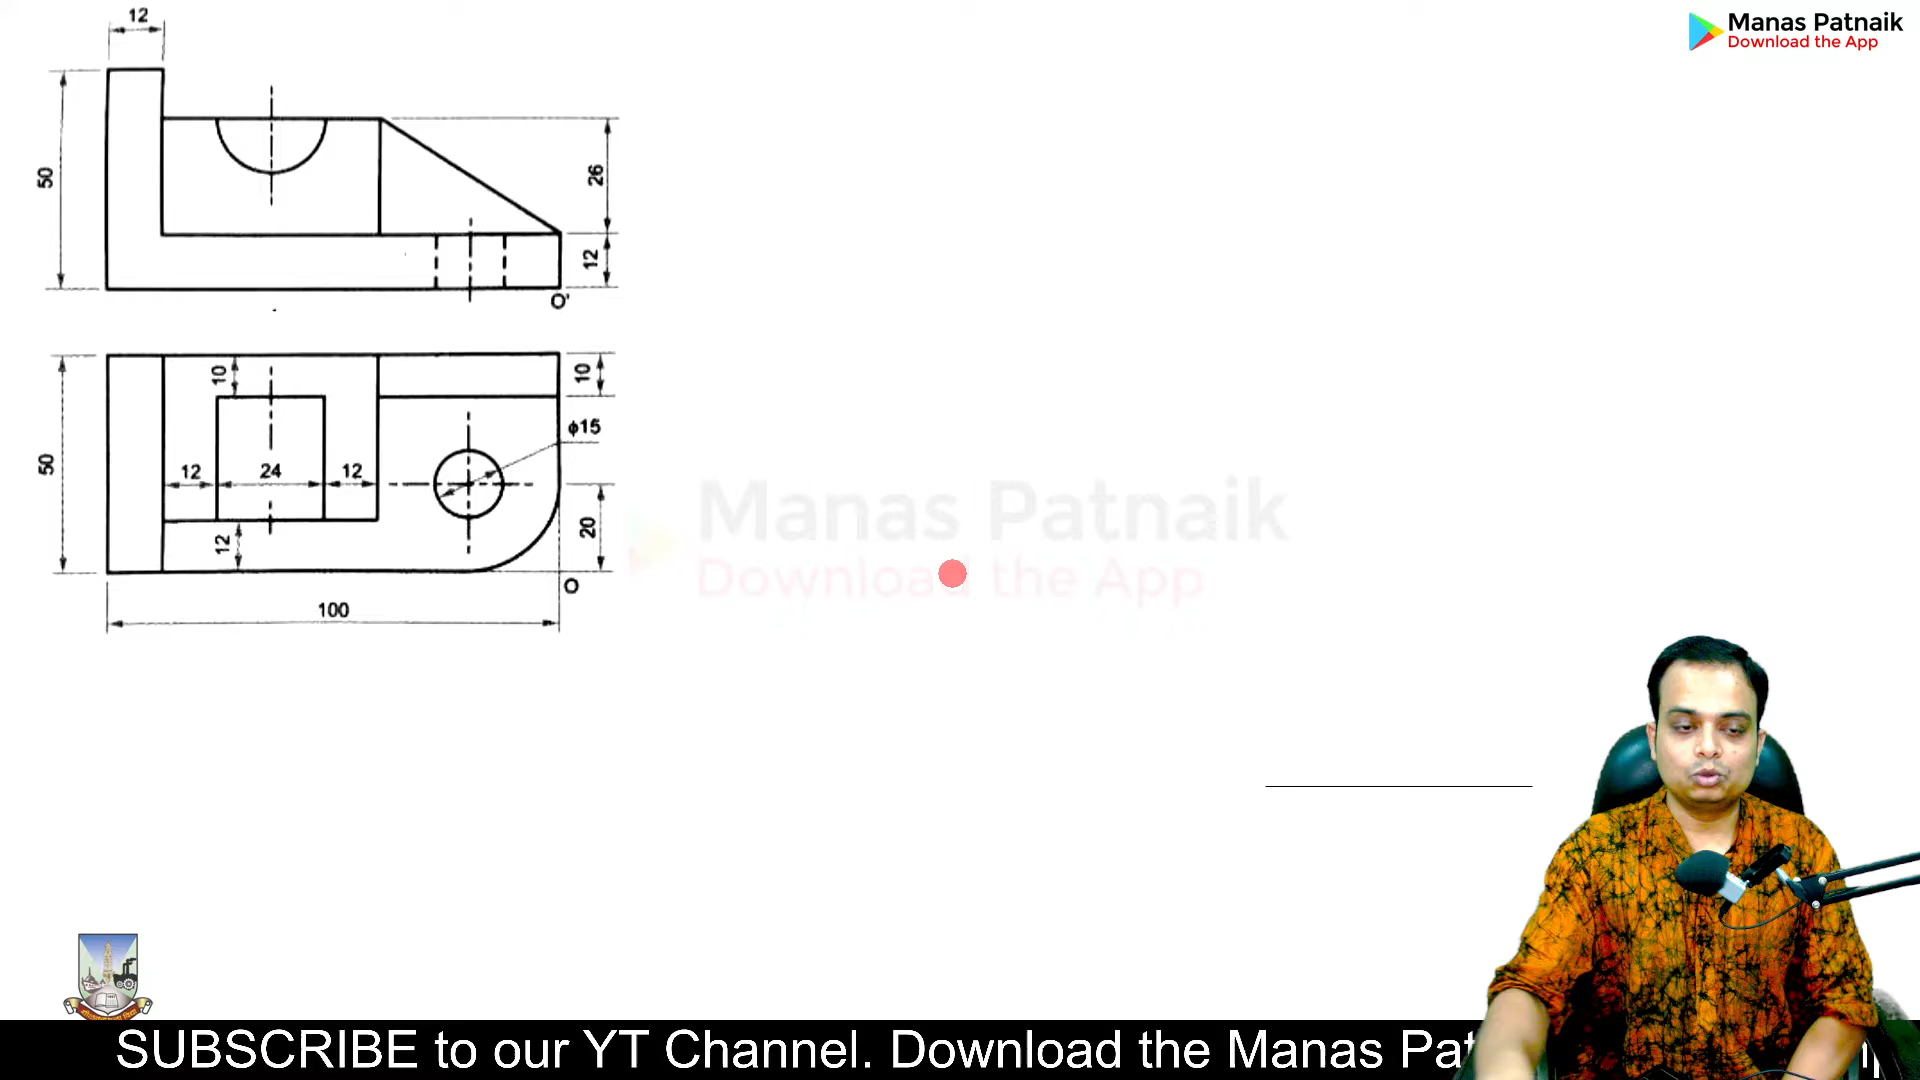 12
Manas Patnaik
Download the App
50
26
12
O'
10
10
ϕ15
50
12
24
12
20
12
O
100
Manas Patnaik
Download the App
SUBSCRIBE to our YT Channel. Download the Manas Pat